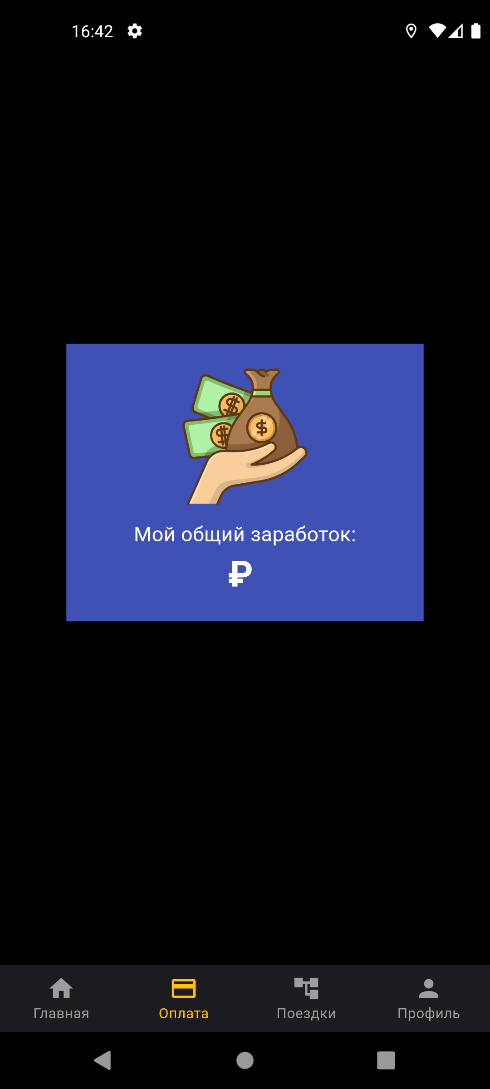 16:42
Мой общий заработок:
₽
Главная
Оплата
Поездки
Профиль